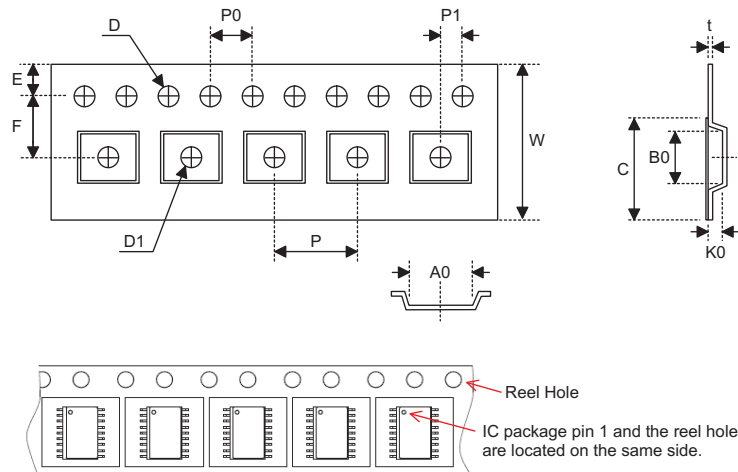 D
P0
P1
t
E
F
W
C
B0
D1
P
A0
K0
Reel Hole
IC package pin 1 and the reel hole
are located on the same side.